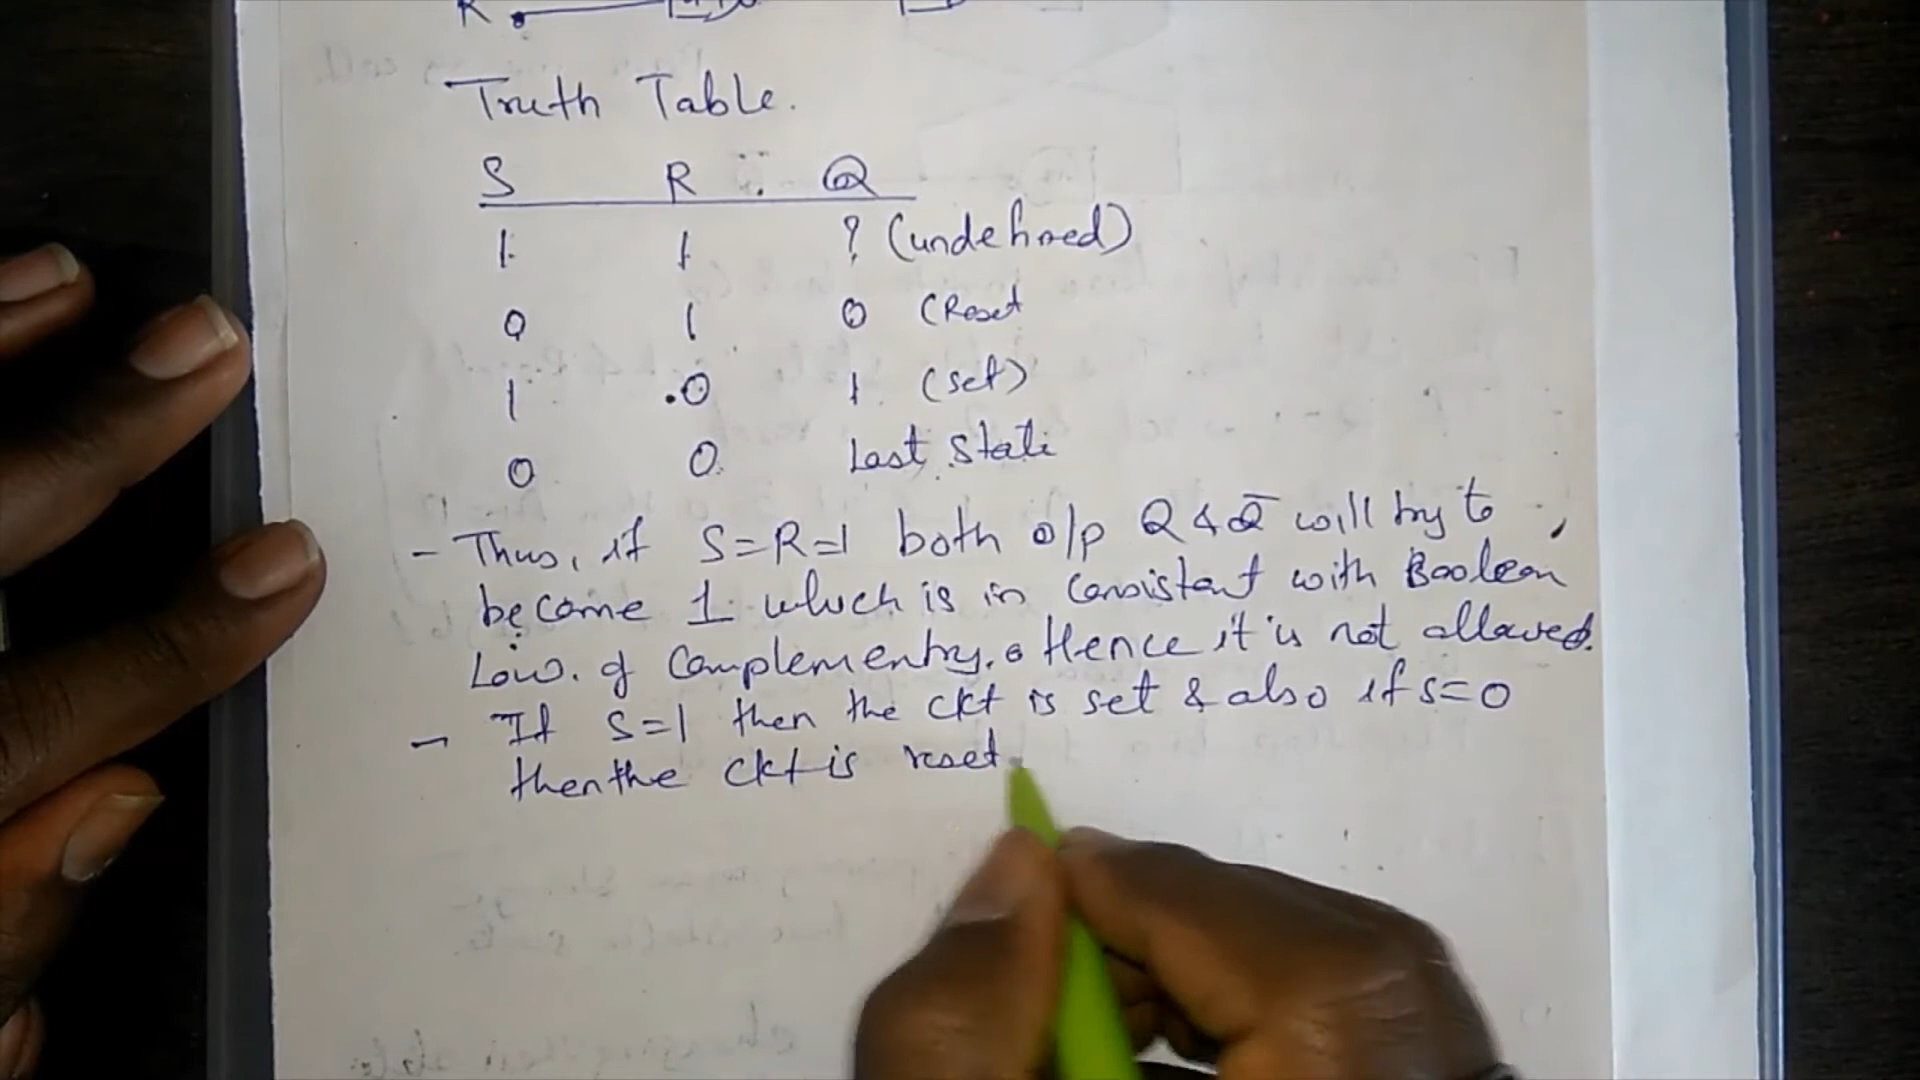 R
Truth Table.
S R . Q
1 1 ? (undefined)
0 1 0 (Reset
1 0 1 (set)
0 0 Last State
- Thus, if S=R=1 both o/p Q & Q̄ will try to
become 1 which is in consistant with Boolean
Low. of Complementry. Hence it is not allowed.
- If S=1 then the ckt is set & also if s=0
then the ckt is reset